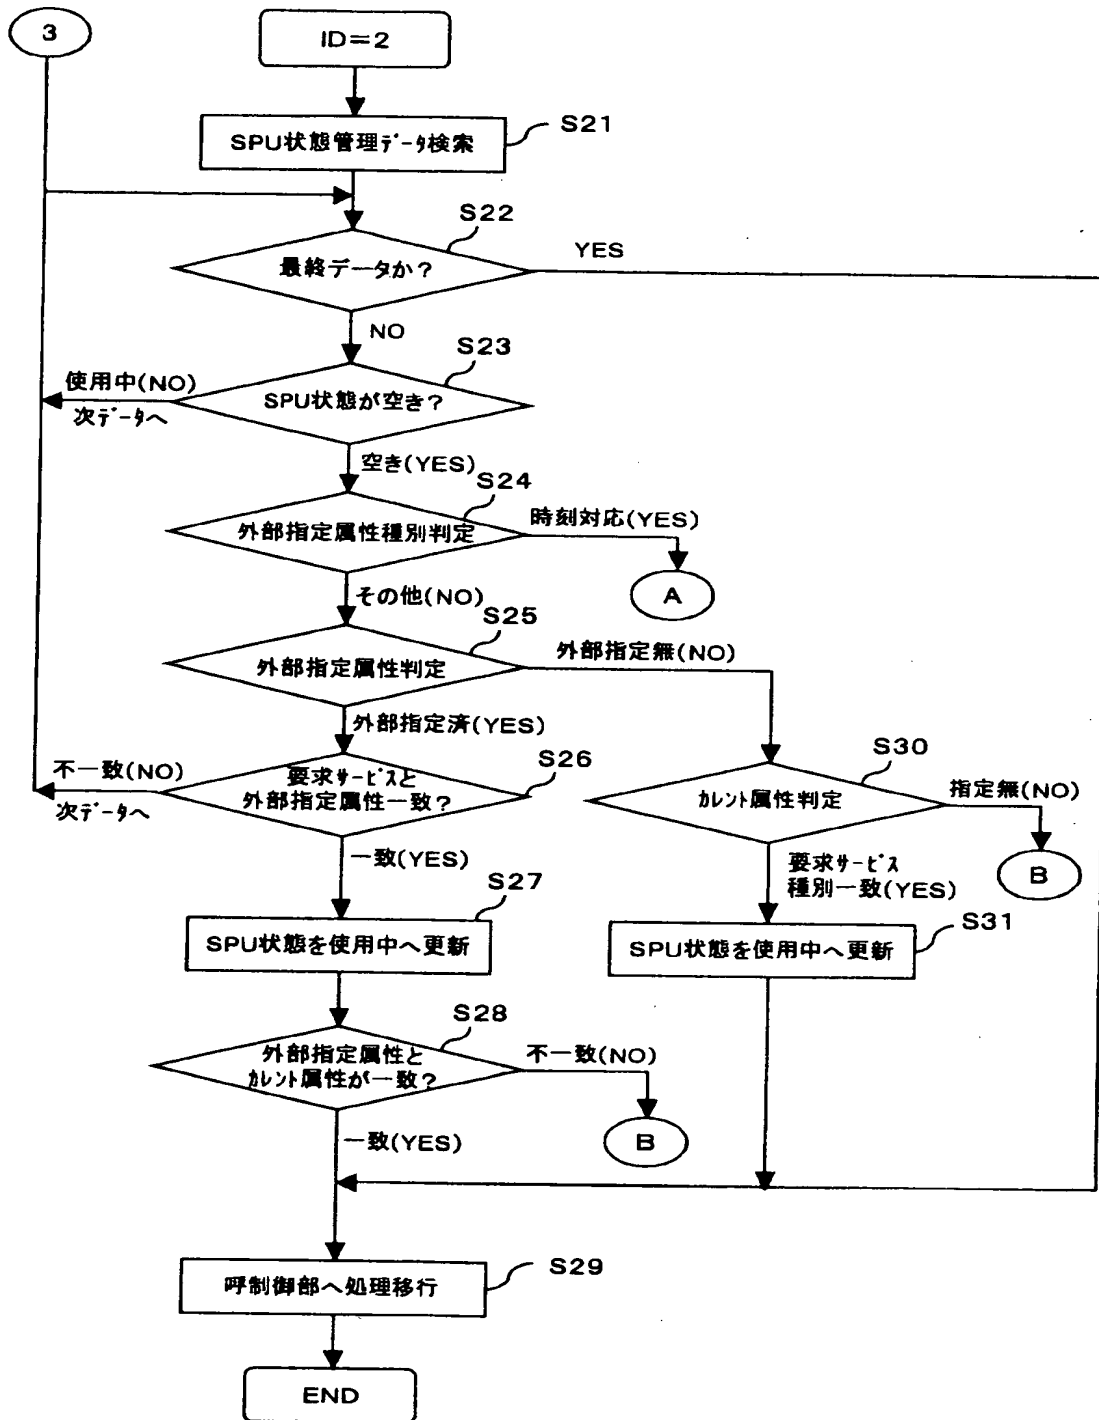 3
ID=2
SPU状態管理データ検索
S21
S22
最終データか?
YES
NO
S23
使用中(NO)
次データへ
SPU状態が空き?
空き(YES)
S24
外部指定属性種別判定
時刻対応(YES)
A
その他(NO)
S25
外部指定属性判定
外部指定無(NO)
外部指定済(YES)
S26
不一致(NO)
次データへ
要求サービスと
外部指定属性一致?
S30
カレント属性判定
指定無(NO)
B
一致(YES)
要求サービス
種別一致(YES)
S27
SPU状態を使用中へ更新
S31
SPU状態を使用中へ更新
S28
外部指定属性と
カレント属性が一致?
不一致(NO)
B
一致(YES)
S29
呼制御部へ処理移行
END